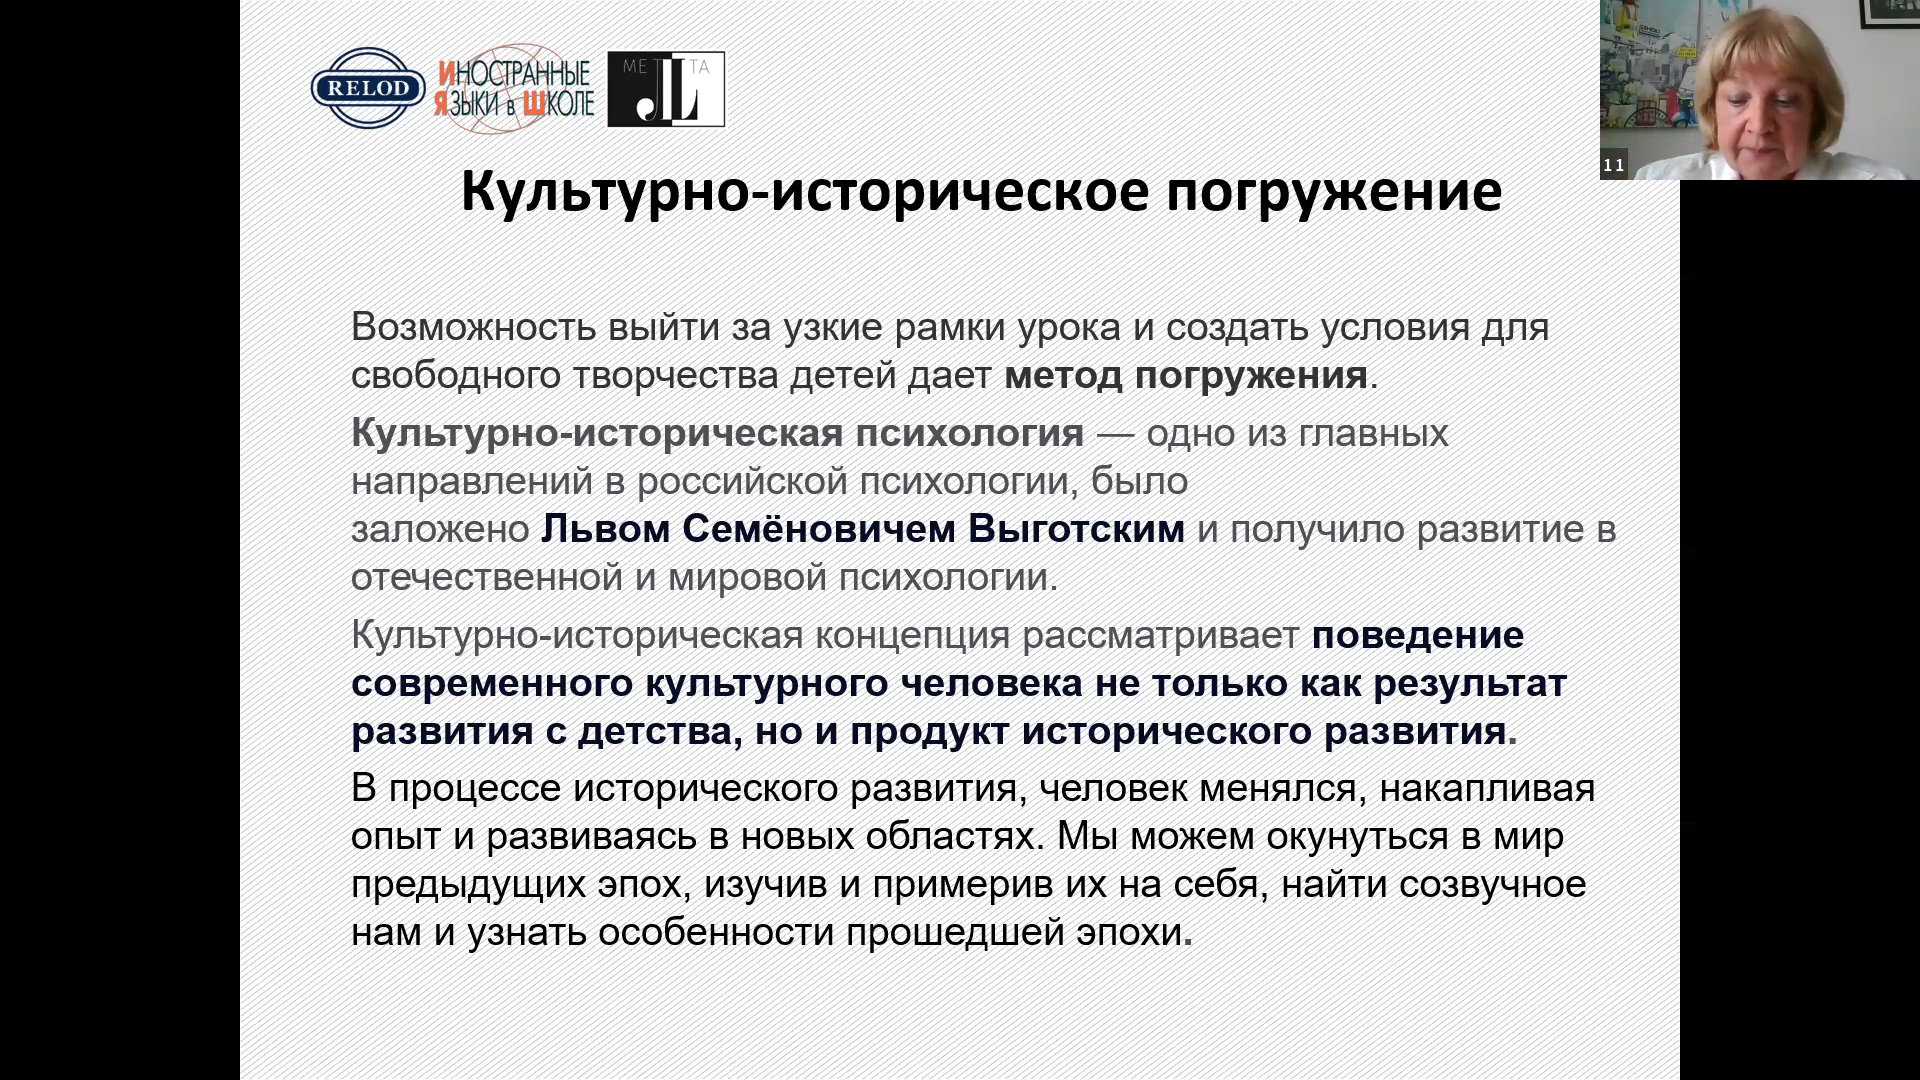 RELOD
ИНОСТРАННЫЕ
ЯЗЫКИ в ШКОЛЕ
МЕ ТА
JL
11
Культурно-историческое погружение
Возможность выйти за узкие рамки урока и создать условия для
свободного творчества детей дает метод погружения.
Культурно-историческая психология — одно из главных
направлений в российской психологии, было
заложено Львом Семёновичем Выготским и получило развитие в
отечественной и мировой психологии.
Культурно-историческая концепция рассматривает поведение
современного культурного человека не только как результат
развития с детства, но и продукт исторического развития.
В процессе исторического развития, человек менялся, накапливая
опыт и развиваясь в новых областях. Мы можем окунуться в мир
предыдущих эпох, изучив и примерив их на себя, найти созвучное
нам и узнать особенности прошедшей эпохи.